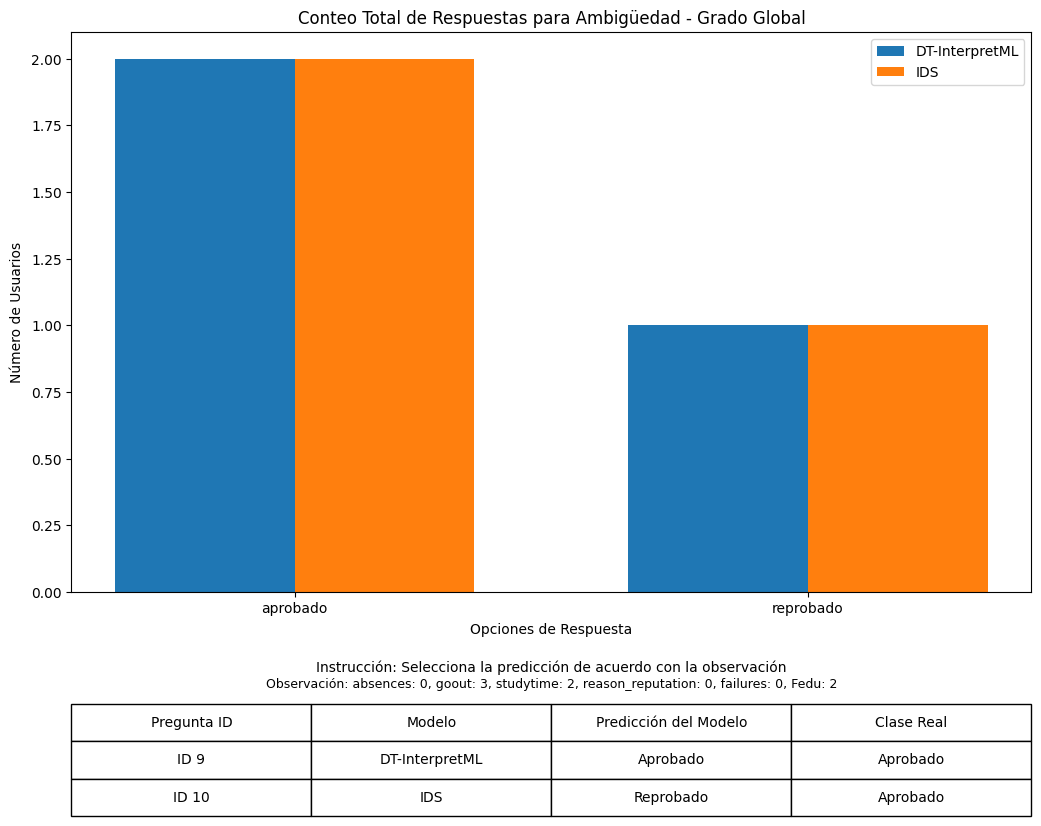 Conteo Total de Respuestas para Ambigüedad - Grado Global
DT-InterpretML
IDS
Número de Usuarios
2.00
1.75
1.50
1.25
1.00
0.75
0.50
0.25
0.00
aprobado reprobado
Opciones de Respuesta
Instrucción: Selecciona la predicción de acuerdo con la observación
Observación: absences: 0, goout: 3, studytime: 2, reason_reputation: 0, failures: 0, Fedu: 2
Pregunta ID Modelo Predicción del Modelo Clase Real
ID 9 DT-InterpretML Aprobado Aprobado
ID 10 IDS Reprobado Aprobado